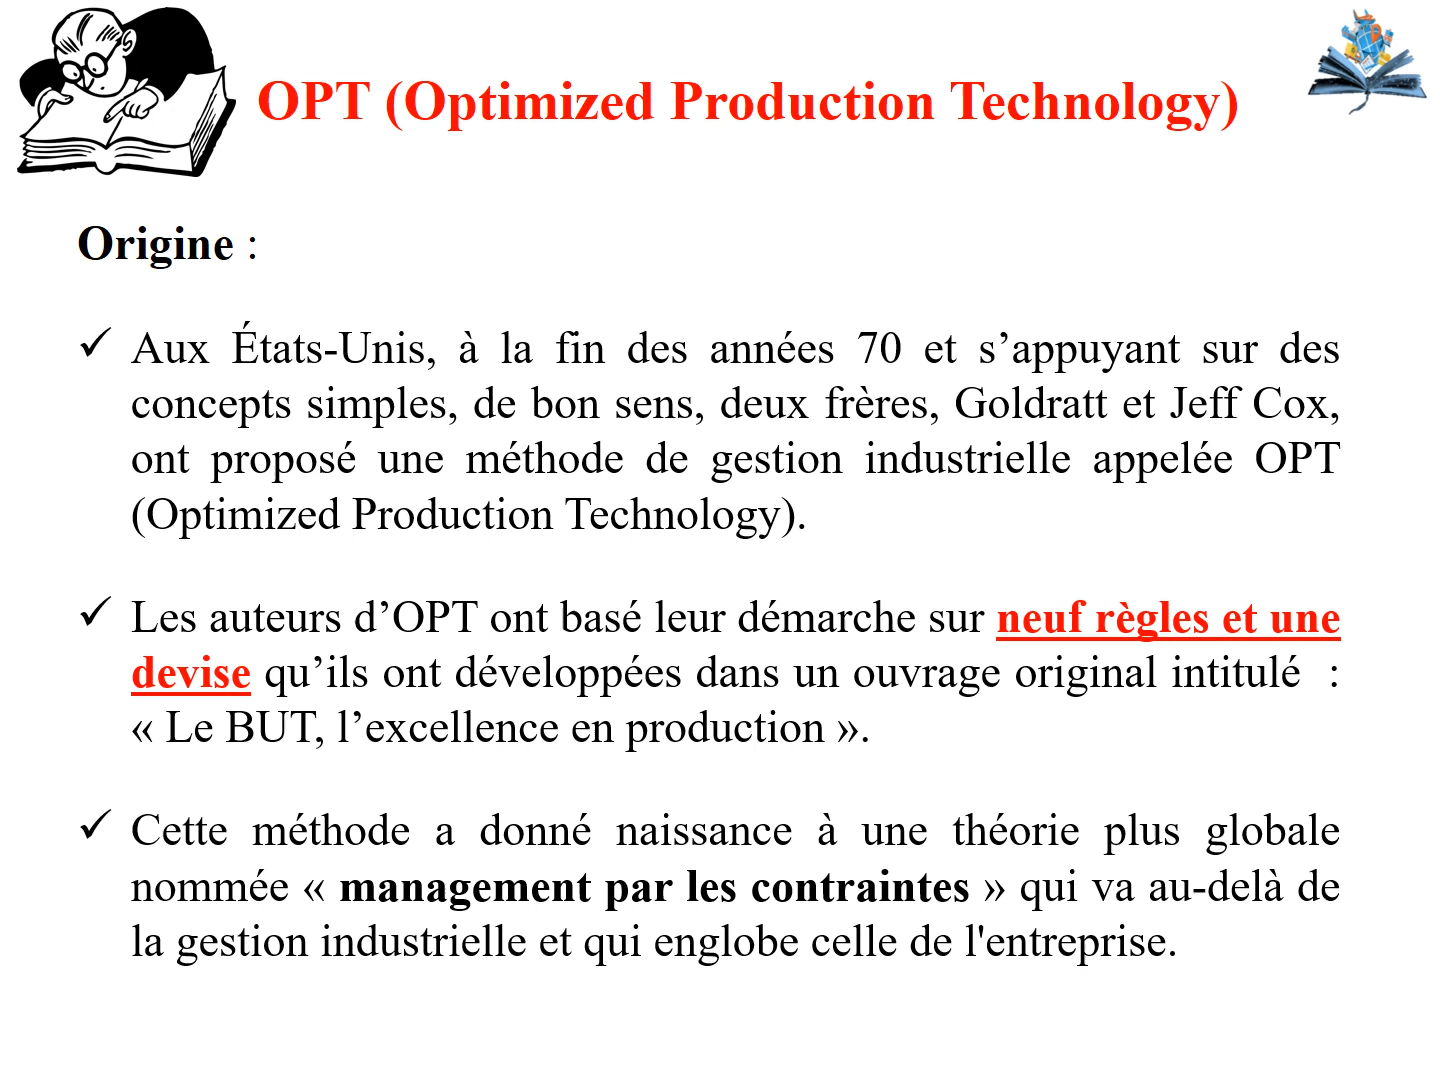 OPT (Optimized Production Technology)
Origine :
✓ Aux États-Unis, à la fin des années 70 et s’appuyant sur des
concepts simples, de bon sens, deux frères, Goldratt et Jeff Cox,
ont proposé une méthode de gestion industrielle appelée OPT
(Optimized Production Technology).
✓ Les auteurs d’OPT ont basé leur démarche sur neuf règles et une
devise qu’ils ont développées dans un ouvrage original intitulé :
« Le BUT, l’excellence en production ».
✓ Cette méthode a donné naissance à une théorie plus globale
nommée « management par les contraintes » qui va au-delà de
la gestion industrielle et qui englobe celle de l'entreprise.